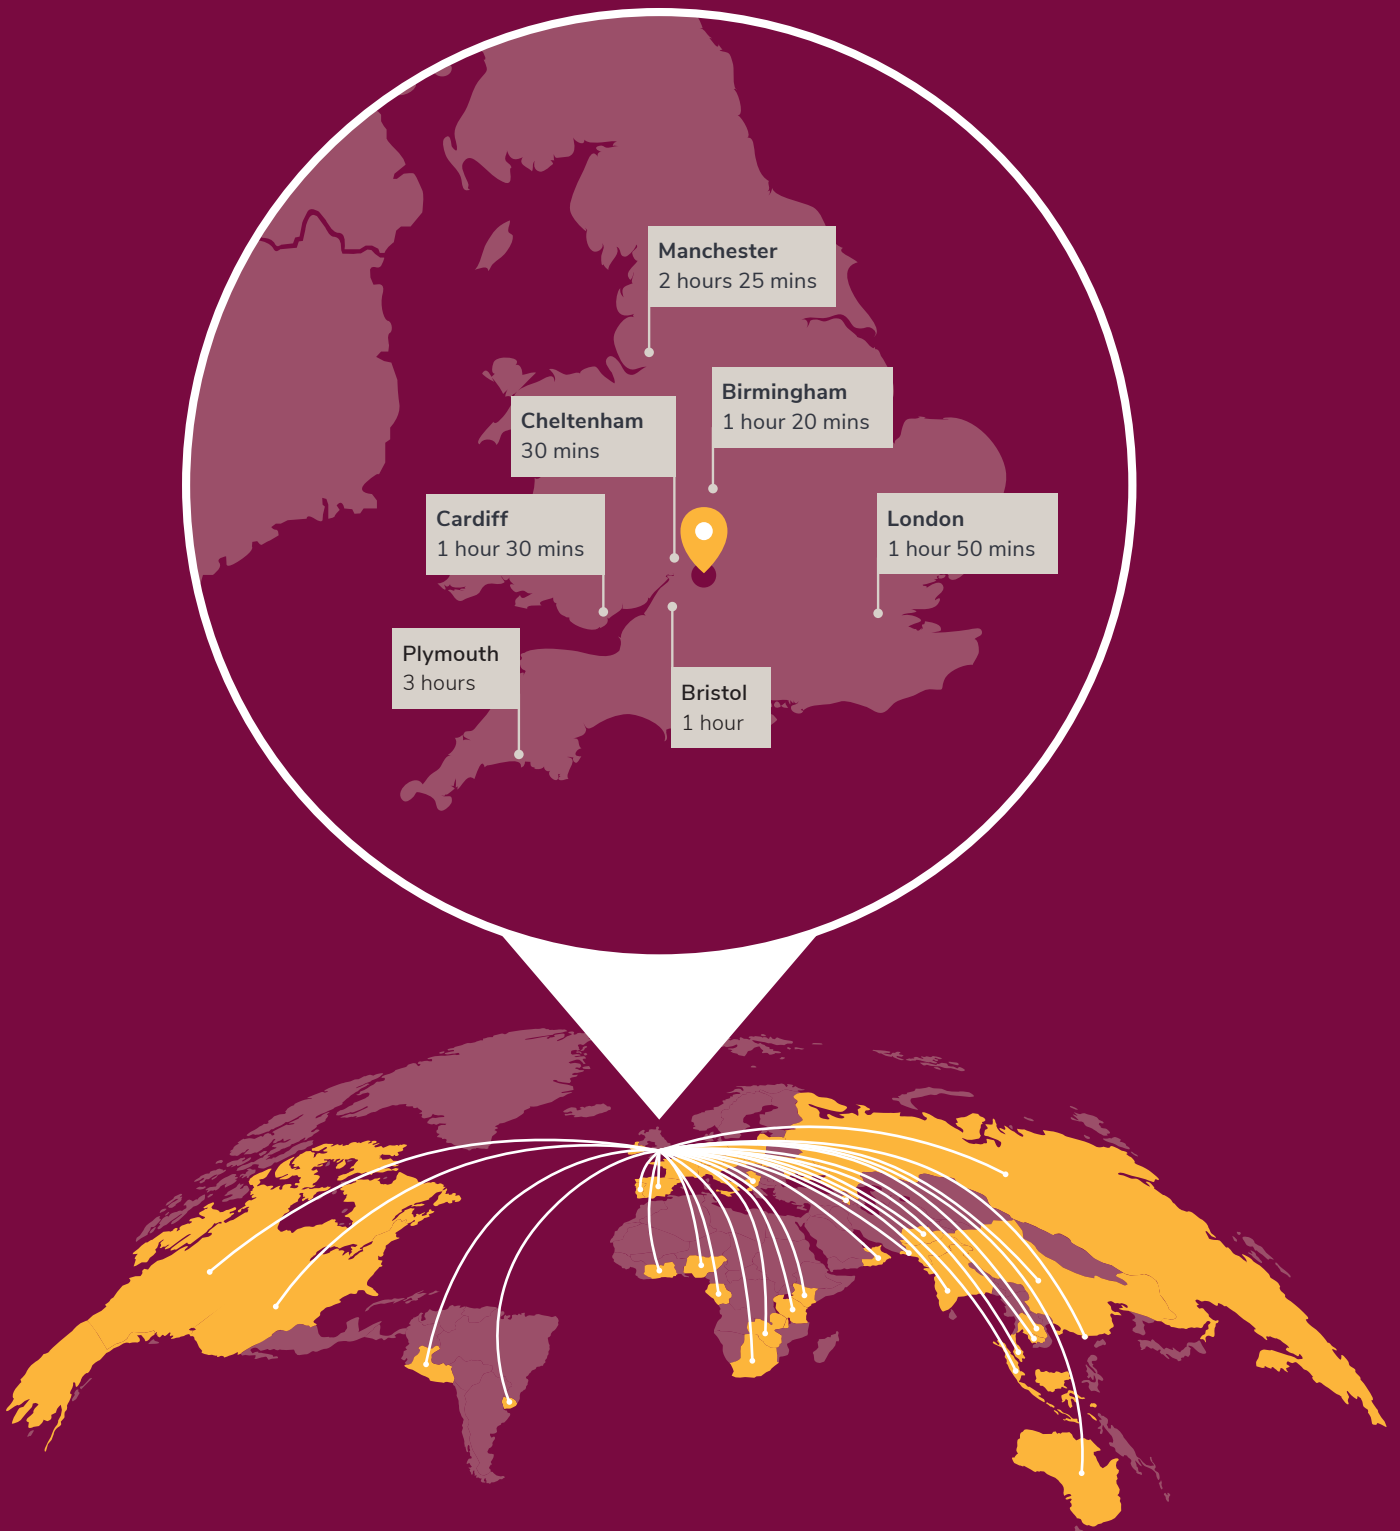 Manchester
2 hours 25 mins
Birmingham
1 hour 20 mins
Cheltenham
30 mins
Cardiff
1 hour 30 mins
London
1 hour 50 mins
Plymouth
3 hours
Bristol
1 hour